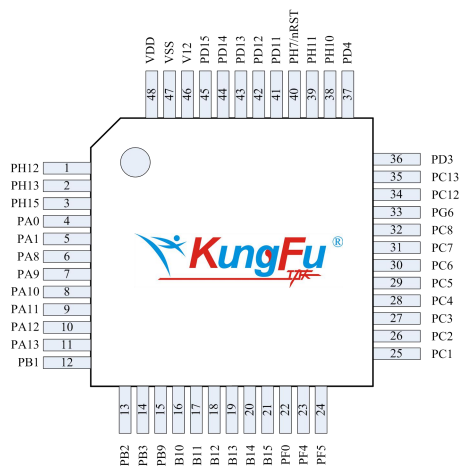 VDD
VSS
V12
PD15
PD14
PD13
PD12
PD11
PH7/nRST
PH11
PH10
PD4
48
47
46
45
44
43
42
41
40
39
38
37
PH12 1
PH13 2
PH15 3
PA0 4
PA1 5
PA8 6
PA9 7
PA10 8
PA11 9
PA12 10
PA13 11
PB1 12
KungFu ®
36 PD3
35 PC13
34 PC12
33 PG6
32 PC8
31 PC7
30 PC6
29 PC5
28 PC4
27 PC3
26 PC2
25 PC1
13
14
15
16
17
18
19
20
21
22
23
24
PB2
PB3
PB9
B10
B11
B12
B13
B14
B15
PF0
PF4
PF5